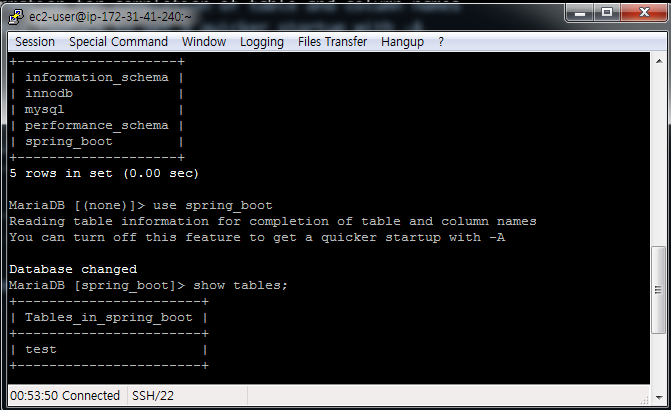 ec2-user@ip-172-31-41-240:~
Session Special Command Window Logging Files Transfer Hangup ?
+--------------------+
| information_schema |
| innodb |
| mysql |
| performance_schema |
| spring_boot |
+--------------------+
5 rows in set (0.00 sec)
MariaDB [(none)]> use spring_boot
Reading table information for completion of table and column names
You can turn off this feature to get a quicker startup with -A
Database changed
MariaDB [spring_boot]> show tables;
+-----------------------+
| Tables_in_spring_boot |
+-----------------------+
| test |
+-----------------------+
00:53:50 Connected SSH/22